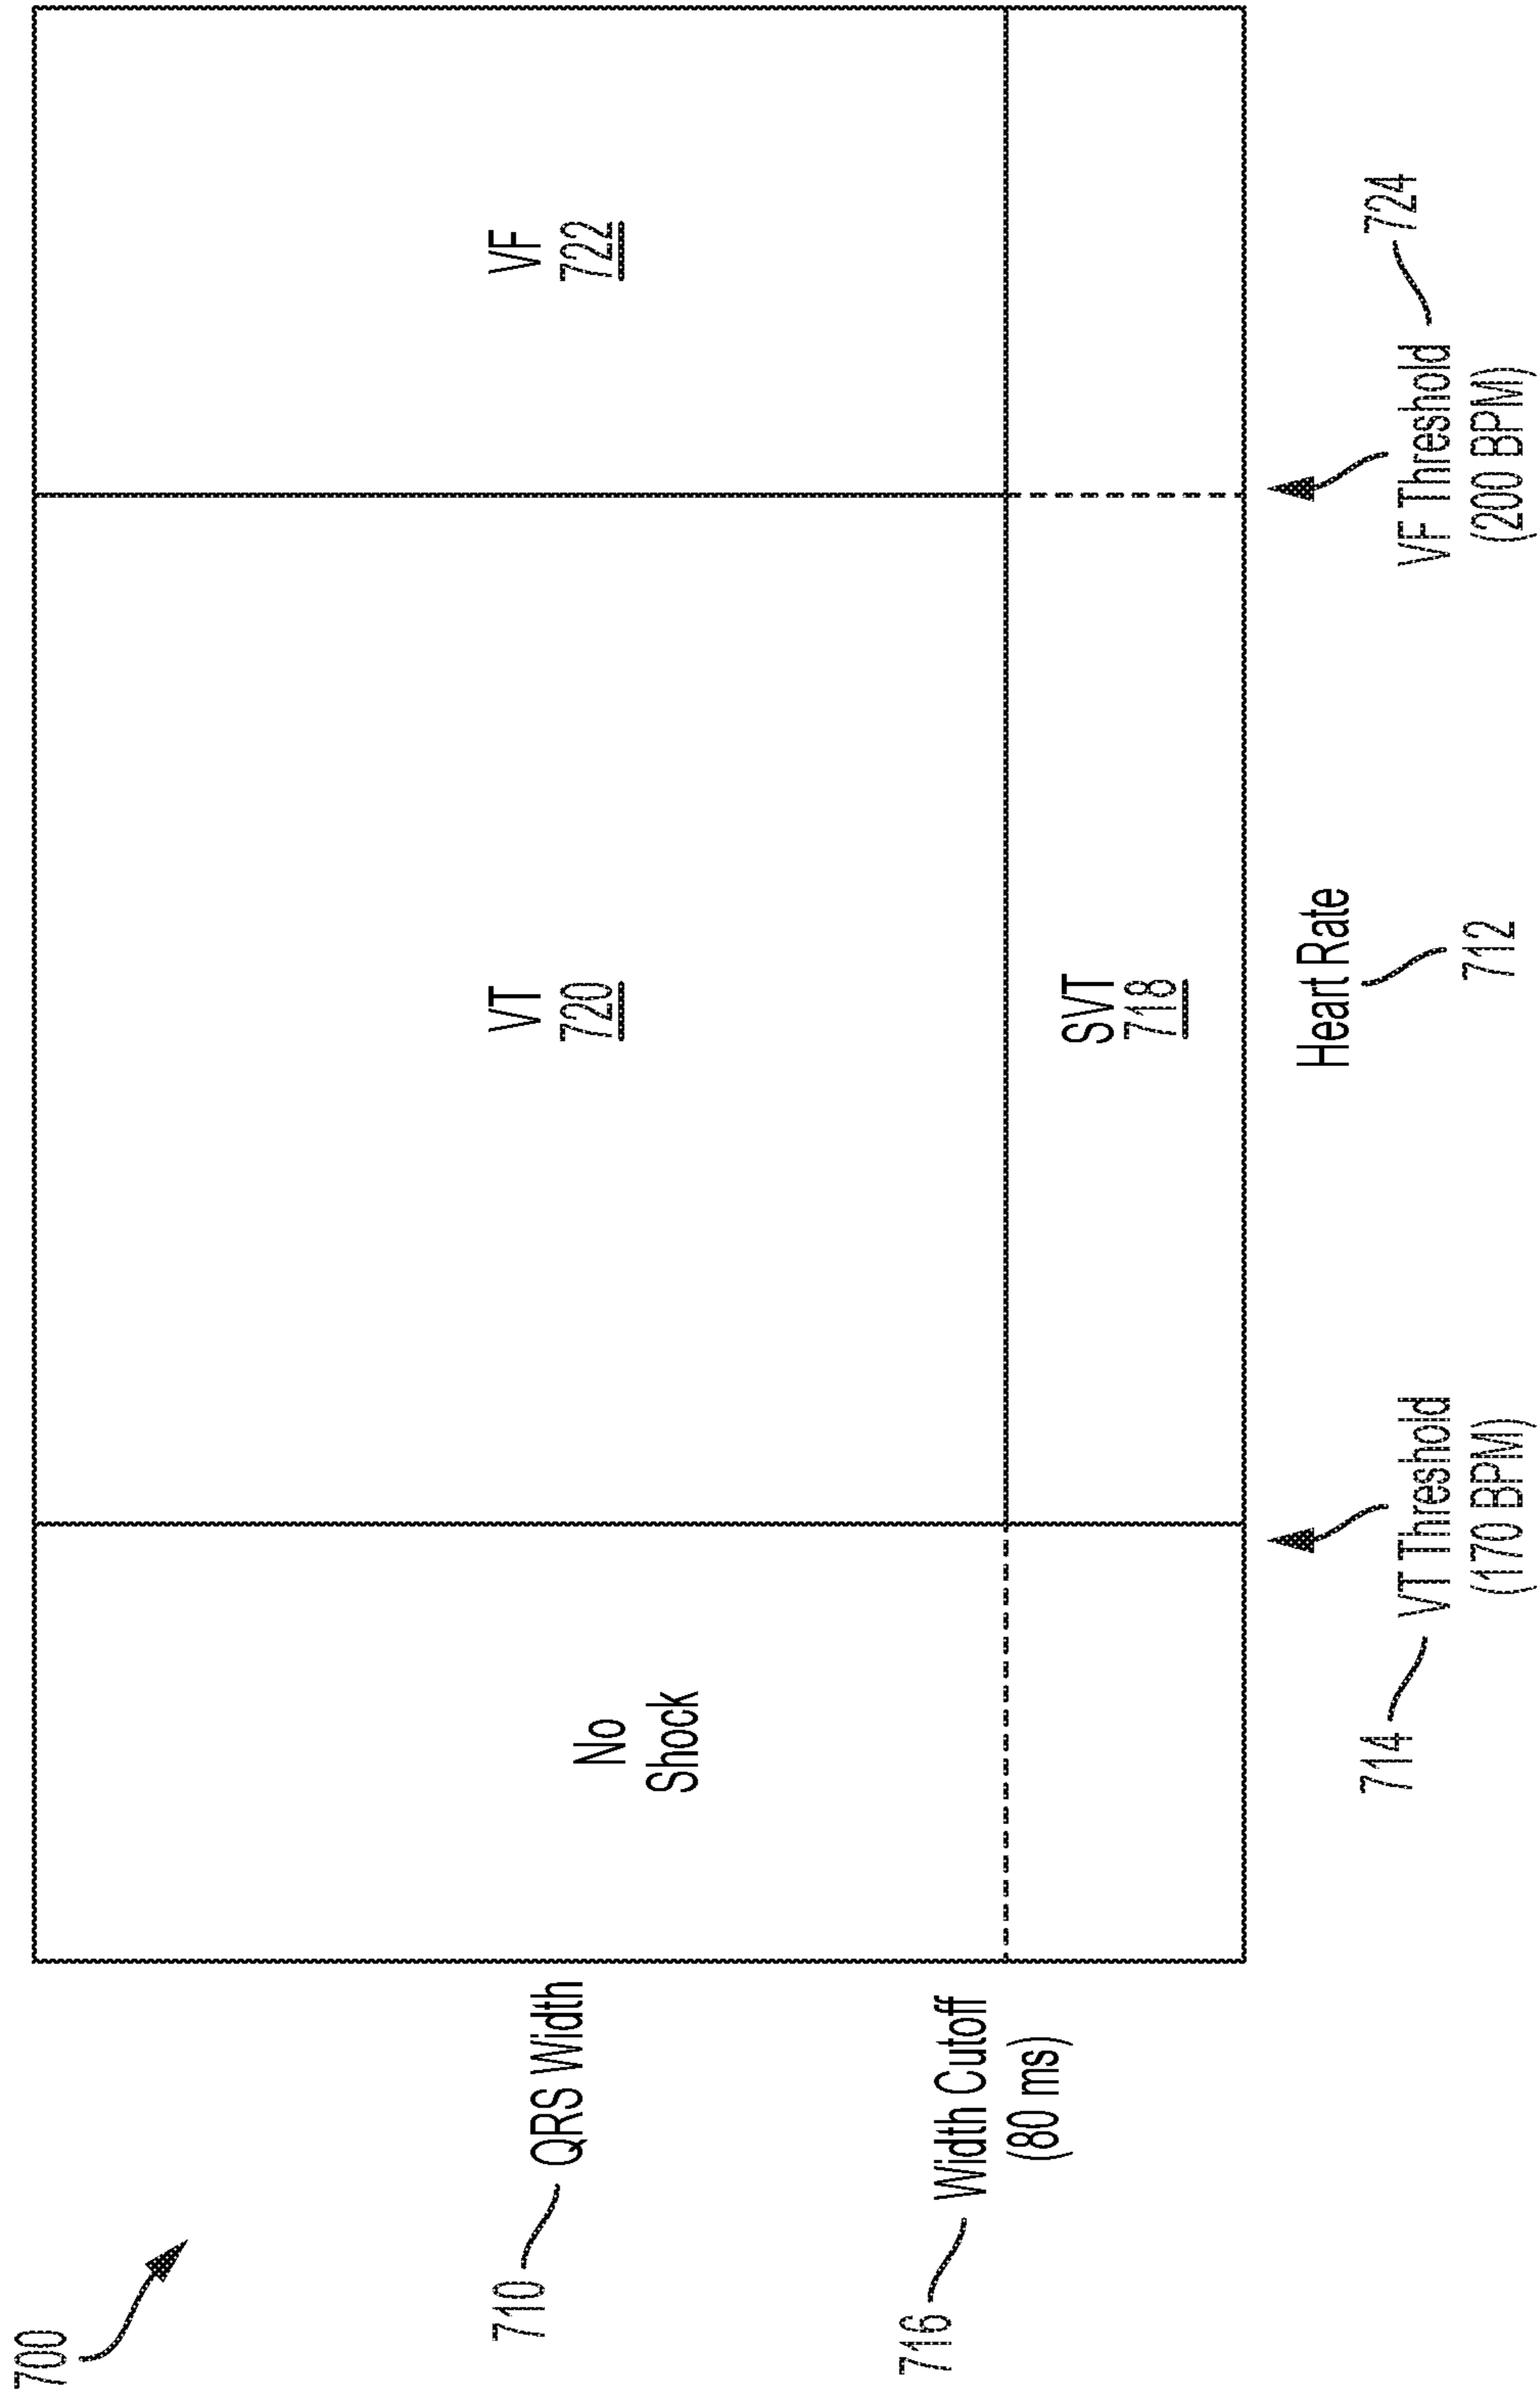 700
710
QRS Width
716
Width Cutoff
(80 ms)
No
Shock
VT
720
VF
722
SVT
718
Heart Rate
712
714
VT Threshold
(170 BPM)
VF Threshold
(200 BPM)
724